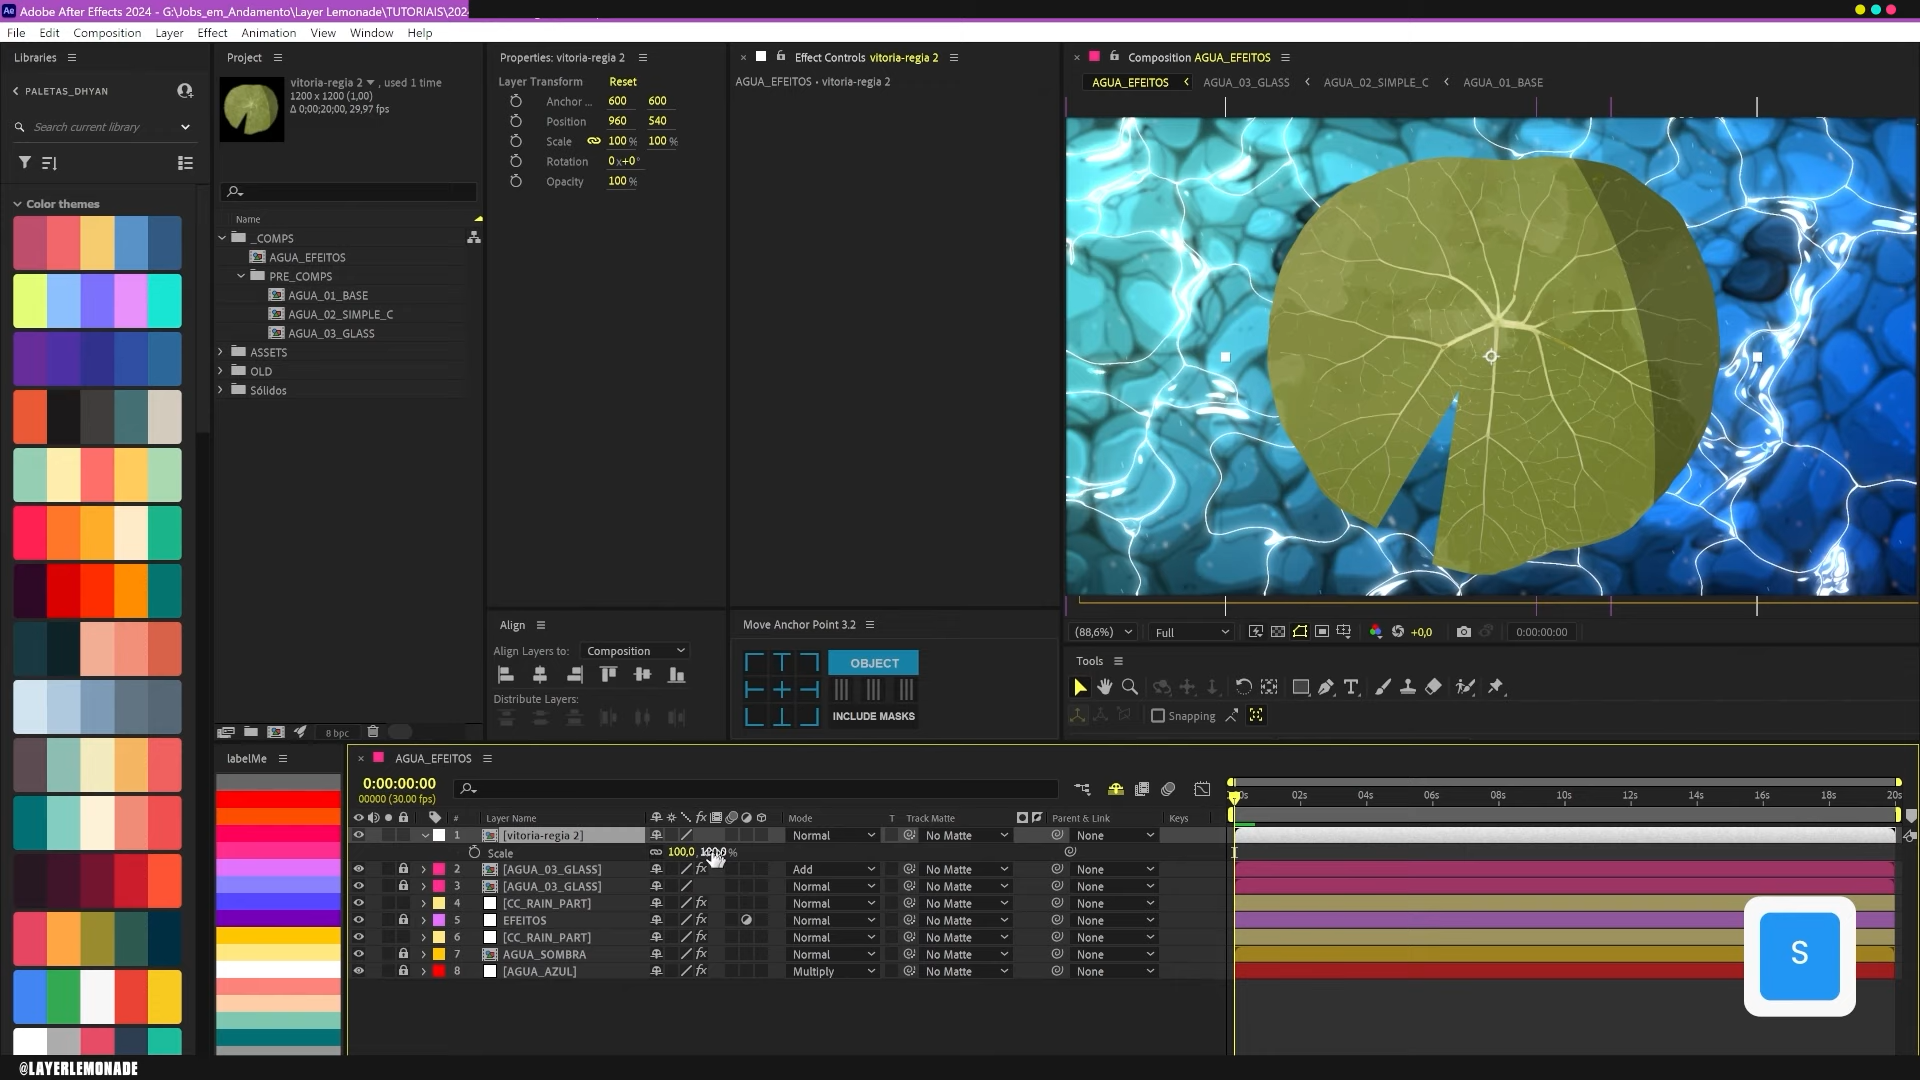 Adobe After Effects 2024 - G:\Jobs_em_Andamento\Layer Lemonade\TUTORIAIS\202
File Edit Composition Layer Effect Animation View Window Help
Libraries
PALETAS_DHYAN
Search current library
Color themes
Project
vitoria-regia 2 , used 1 time
1200 x 1200 (1,00)
Δ 0;00;20;00, 29,97 fps
Name
_COMPS
AGUA_EFEITOS
PRE_COMPS
AGUA_01_BASE
AGUA_02_SIMPLE_C
AGUA_03_GLASS
ASSETS
OLD
Sólidos
8 bpc
Properties: vitoria-regia 2
Layer Transform Reset
Anchor ... 600 600
Position 960 540
Scale 100 % 100 %
Rotation 0 x+0 °
Opacity 100 %
Align
Align Layers to: Composition
Distribute Layers:
Effect Controls vitoria-regia 2
AGUA_EFEITOS • vitoria-regia 2
Move Anchor Point 3.2
OBJECT
INCLUDE MASKS
Composition AGUA_EFEITOS
AGUA_EFEITOS AGUA_03_GLASS AGUA_02_SIMPLE_C AGUA_01_BASE
(88,6%) Full +0,0 0:00:00:00
Tools
Snapping
labelMe
AGUA_EFEITOS
0:00:00:00
00000 (30.00 fps)
# Layer Name Mode T Track Matte Parent & Link Keys
02s 04s 06s 08s 10s 12s 14s 16s 18s 20s
1 [vitoria-regia 2] Normal No Matte None
Scale 100,0, %
2 [AGUA_03_GLASS] fx Add No Matte None
3 [AGUA_03_GLASS] Normal No Matte None
4 [CC_RAIN_PART] fx Normal No Matte None
5 EFEITOS fx Normal No Matte None
6 [CC_RAIN_PART] fx Normal No Matte None
7 AGUA_SOMBRA fx Normal No Matte None
8 [AGUA_AZUL] fx Multiply No Matte None
S
@LAYERLEMONADE